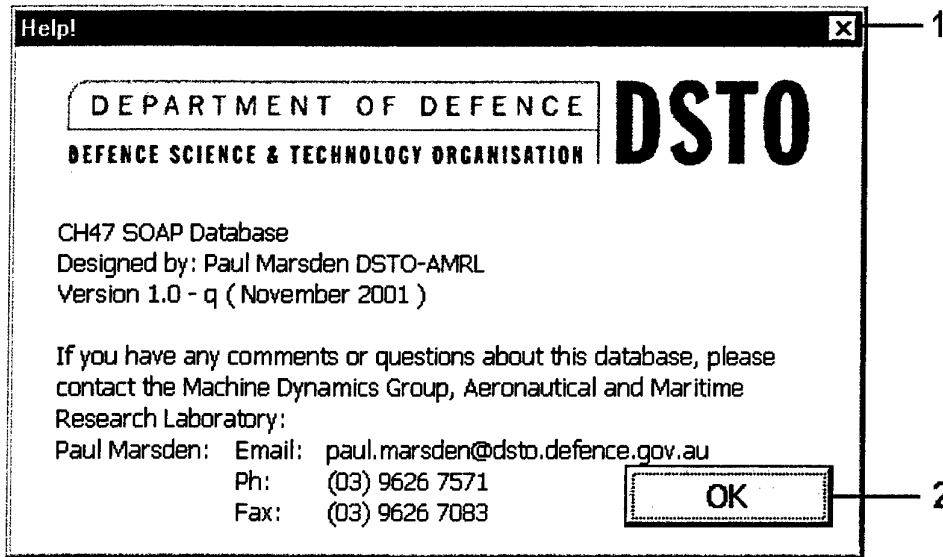 Help!
1
DEPARTMENT OF DEFENCE
DEFENCE SCIENCE & TECHNOLOGY ORGANISATION
DSTO
CH47 SOAP Database
Designed by: Paul Marsden DSTO-AMRL
Version 1.0 - q ( November 2001 )
If you have any comments or questions about this database, please
contact the Machine Dynamics Group, Aeronautical and Maritime
Research Laboratory:
Paul Marsden: Email: paul.marsden@dsto.defence.gov.au
Ph: (03) 9626 7571
Fax: (03) 9626 7083
OK
2